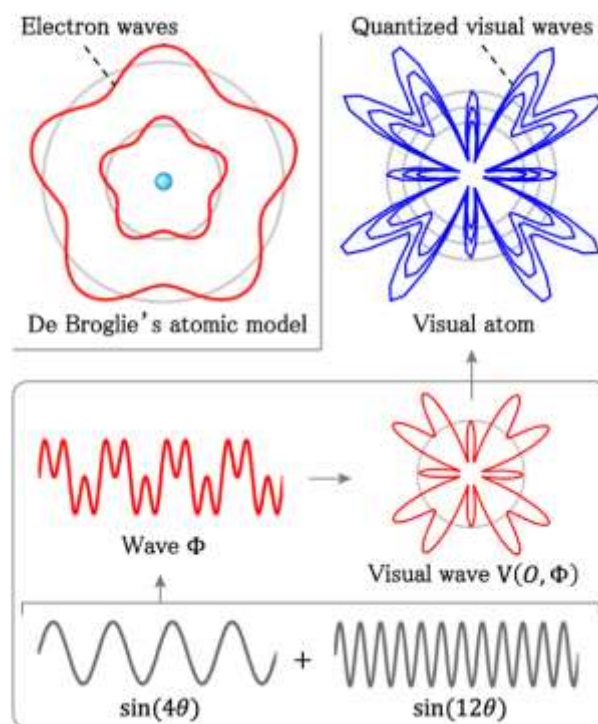 Electron waves
Quantized visual waves
De Broglie's atomic model
Visual atom
Wave Φ
Visual wave V(O, Φ)
+
sin(4θ)
sin(12θ)